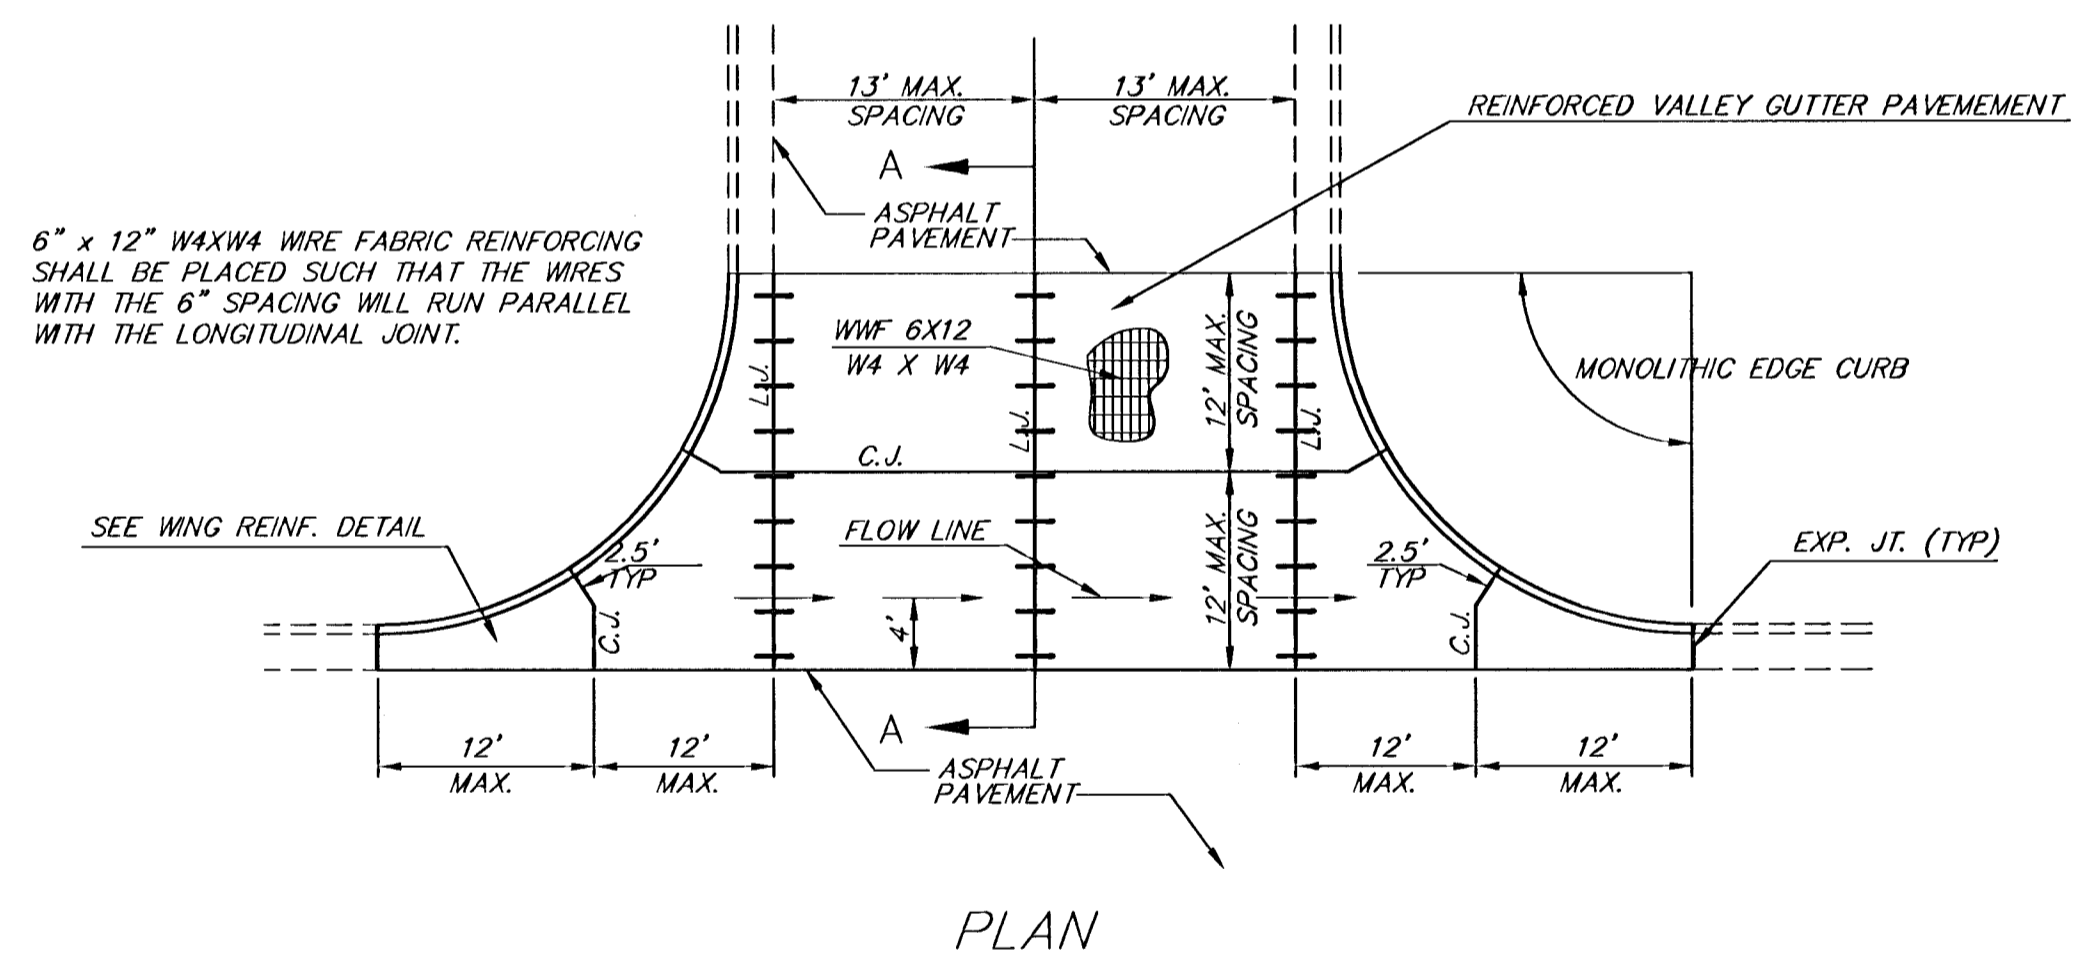 13' MAX.
SPACING
13' MAX.
SPACING
REINFORCED VALLEY GUTTER PAVEMEMENT
A
ASPHALT
PAVEMENT
6" x 12" W4XW4 WIRE FABRIC REINFORCING
SHALL BE PLACED SUCH THAT THE WIRES
WITH THE 6" SPACING WILL RUN PARALLEL
WITH THE LONGITUDINAL JOINT.
WWF 6X12
W4 X W4
L.J.
L.J.
12' MAX.
SPACING
L.J.
MONOLITHIC EDGE CURB
C.J.
SEE WING REINF. DETAIL
2.5'
TYP
FLOW LINE
12' MAX.
SPACING
2.5'
TYP
EXP. JT. (TYP)
C.J.
4'
C.J.
A
12'
MAX.
12'
MAX.
ASPHALT
PAVEMENT
12'
MAX.
12'
MAX.
PLAN